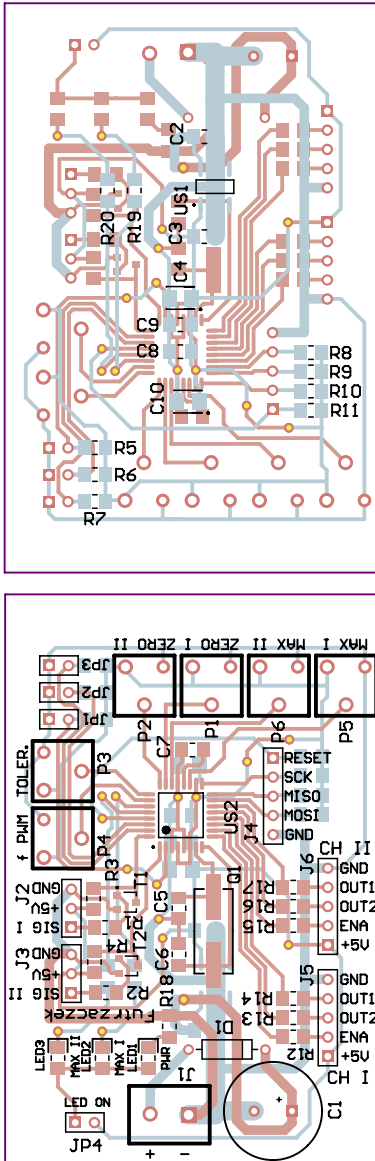 C2
R20
R19
US1
C3
C4
C9
C8
C10
R8
R9
R10
R11
R5
R6
R7
ZERO II
ZERO I
MAX II
MAX I
JP3
JP2
JP1
P2
P1
P6
P5
C7
TOLER.
P3
f PWM
P4
US2
J4
RESET
SCK
MISO
MOSI
GND
R3
T1
J2
GND
+5V
SIG I
R1
C5
Q1
R17
R16
R15
J6
CH II
GND
OUT1
OUT2
ENA
+5V
J3
GND
+5V
SIG II
R4
T2
R2
C6
R18
Futrzaczek
J5
GND
OUT1
OUT2
ENA
+5V
CH I
R14
R13
R12
D1
LED3
MAX II
LED2
MAX I
LED1
PWR
J1
C1
+
LED ON
JP4
+ -